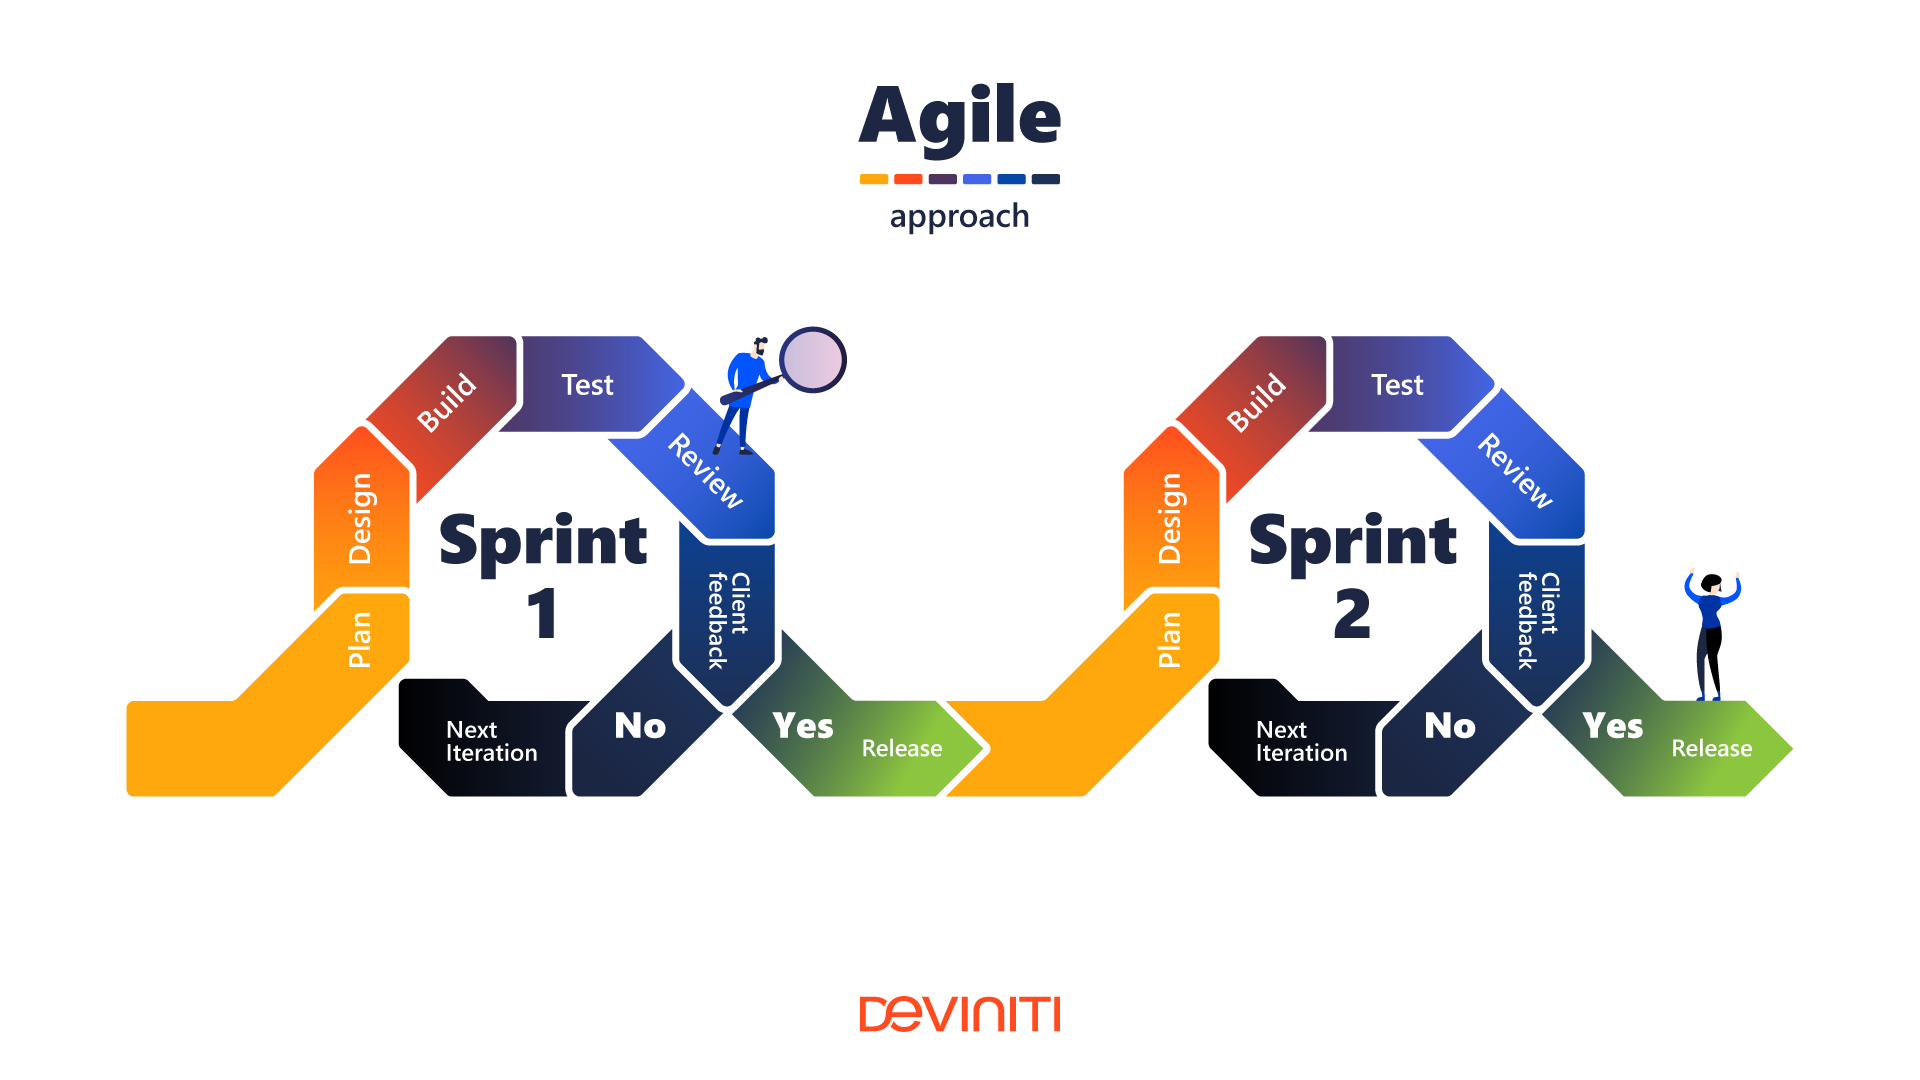 Agile
approach
Build
Test
Review
Design
Sprint
1
Client
feedback
Plan
Next
Iteration
No
Yes
Release
Build
Test
Review
Design
Sprint
2
Client
feedback
Plan
Next
Iteration
No
Yes
Release
DEVINITI